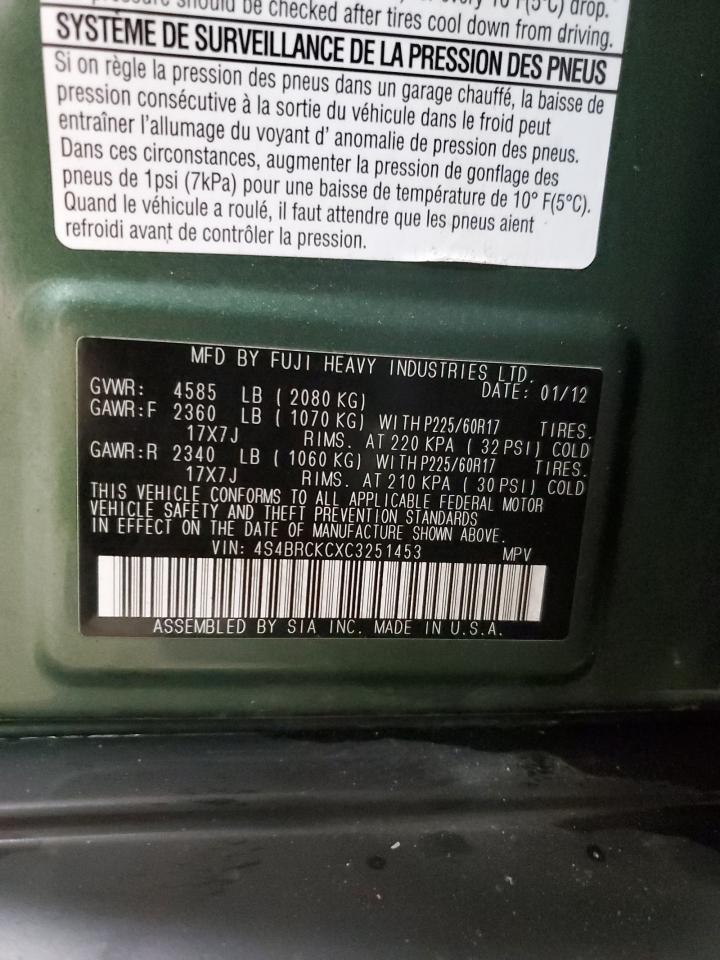 pressure should be checked after tires cool down from driving.
SYSTÈME DE SURVEILLANCE DE LA PRESSION DES PNEUS
Si on règle la pression des pneus dans un garage chauffé, la baisse de
pression consécutive à la sortie du véhicule dans le froid peut
entraîner l'allumage du voyant d' anomalie de pression des pneus.
Dans ces circonstances, augmenter la pression de gonflage des
pneus de 1psi (7kPa) pour une baisse de température de 10° F(5°C).
Quand le véhicule a roulé, il faut attendre que les pneus aient
refroidi avant de contrôler la pression.
MFD BY FUJI HEAVY INDUSTRIES LTD.
GVWR: 4585 LB ( 2080 KG) DATE: 01/12
GAWR:F 2360 LB ( 1070 KG) WITH P225/60R17 TIRES.
17X7J RIMS. AT 220 KPA ( 32 PSI) COLD
GAWR:R 2340 LB ( 1060 KG) WITH P225/60R17 TIRES.
17X7J RIMS. AT 210 KPA ( 30 PSI) COLD
THIS VEHICLE CONFORMS TO ALL APPLICABLE FEDERAL MOTOR
VEHICLE SAFETY AND THEFT PREVENTION STANDARDS
IN EFFECT ON THE DATE OF MANUFACTURE SHOWN ABOVE.
VIN: 4S4BRCKCXC3251453 MPV
ASSEMBLED BY SIA INC. MADE IN U.S.A.